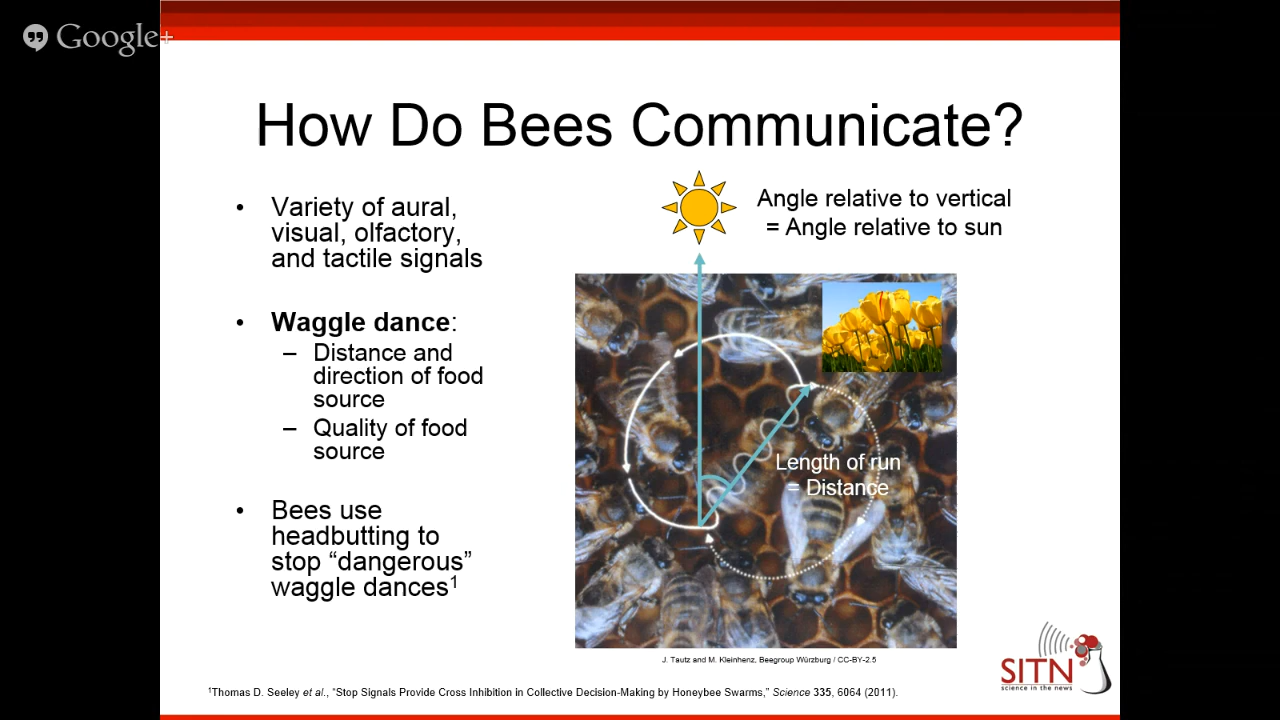 Google+
How Do Bees Communicate?
• Variety of aural,
visual, olfactory,
and tactile signals
• Waggle dance:
– Distance and
direction of food
source
– Quality of food
source
• Bees use
headbutting to
stop “dangerous”
waggle dances¹
Angle relative to vertical
= Angle relative to sun
Length of run
= Distance
J. Tautz and M. Kleinhenz, Beegroup Würzburg / CC-BY-2.5
SITN
science in the news
¹Thomas D. Seeley et al., “Stop Signals Provide Cross Inhibition in Collective Decision-Making by Honeybee Swarms,” Science 335, 6064 (2011).